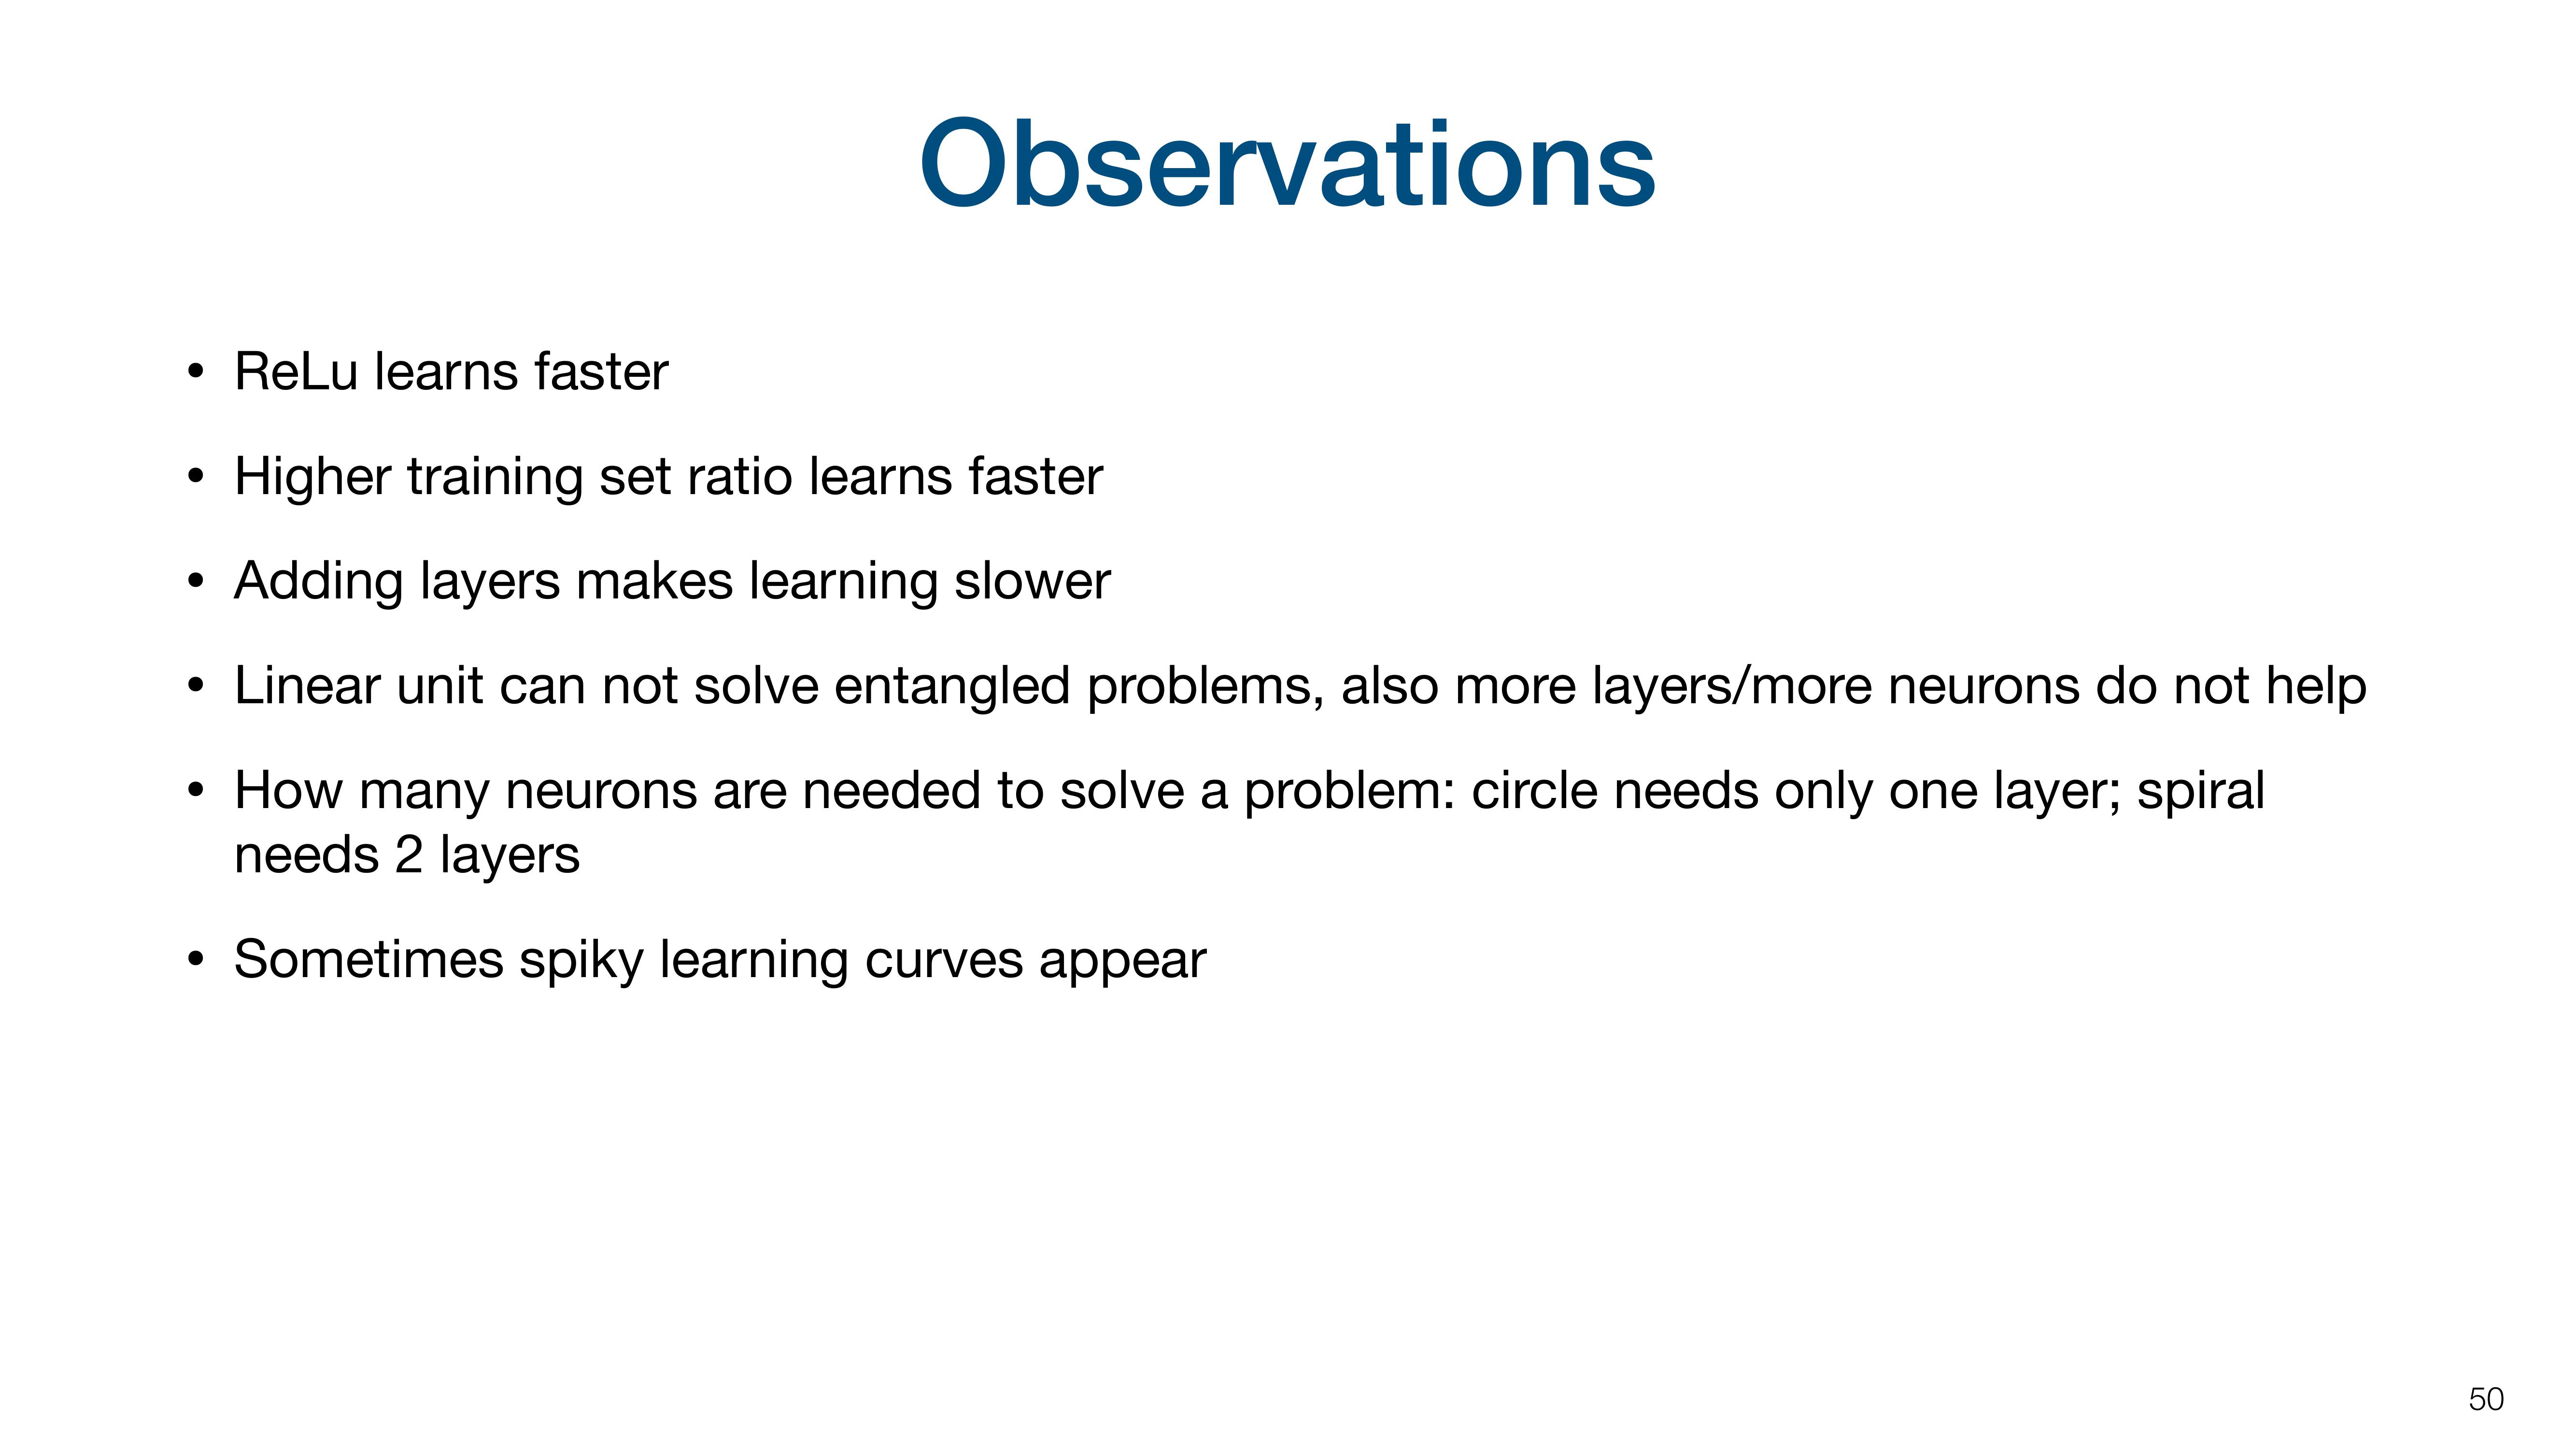 Observations
• ReLu learns faster
• Higher training set ratio learns faster
• Adding layers makes learning slower
• Linear unit can not solve entangled problems, also more layers/more neurons do not help
• How many neurons are needed to solve a problem: circle needs only one layer; spiral
needs 2 layers
• Sometimes spiky learning curves appear
50